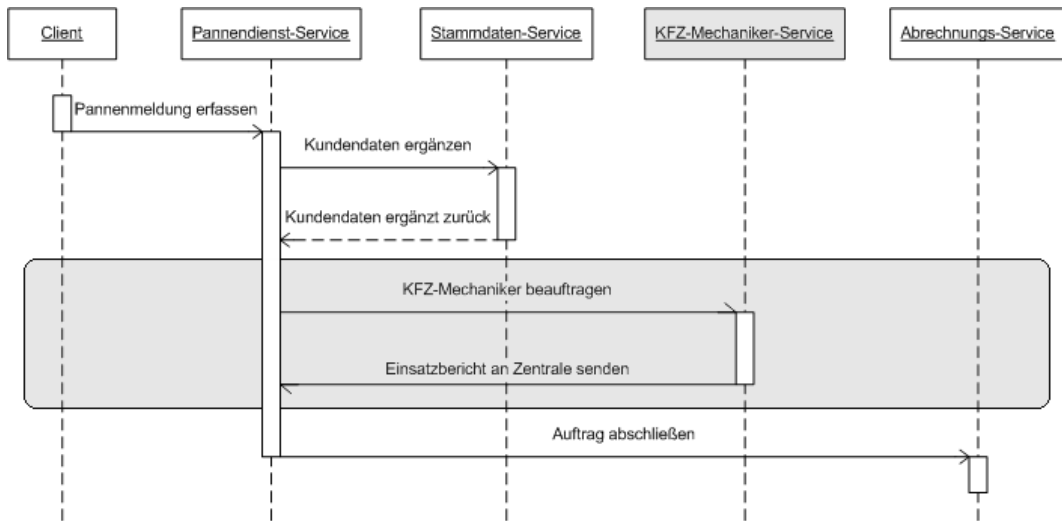 Client
Pannendienst-Service
Stammdaten-Service
KFZ-Mechaniker-Service
Abrechnungs-Service
Pannenmeldung erfassen
Kundendaten ergänzen
Kundendaten ergänzt zurück
KFZ-Mechaniker beauftragen
Einsatzbericht an Zentrale senden
Auftrag abschließen